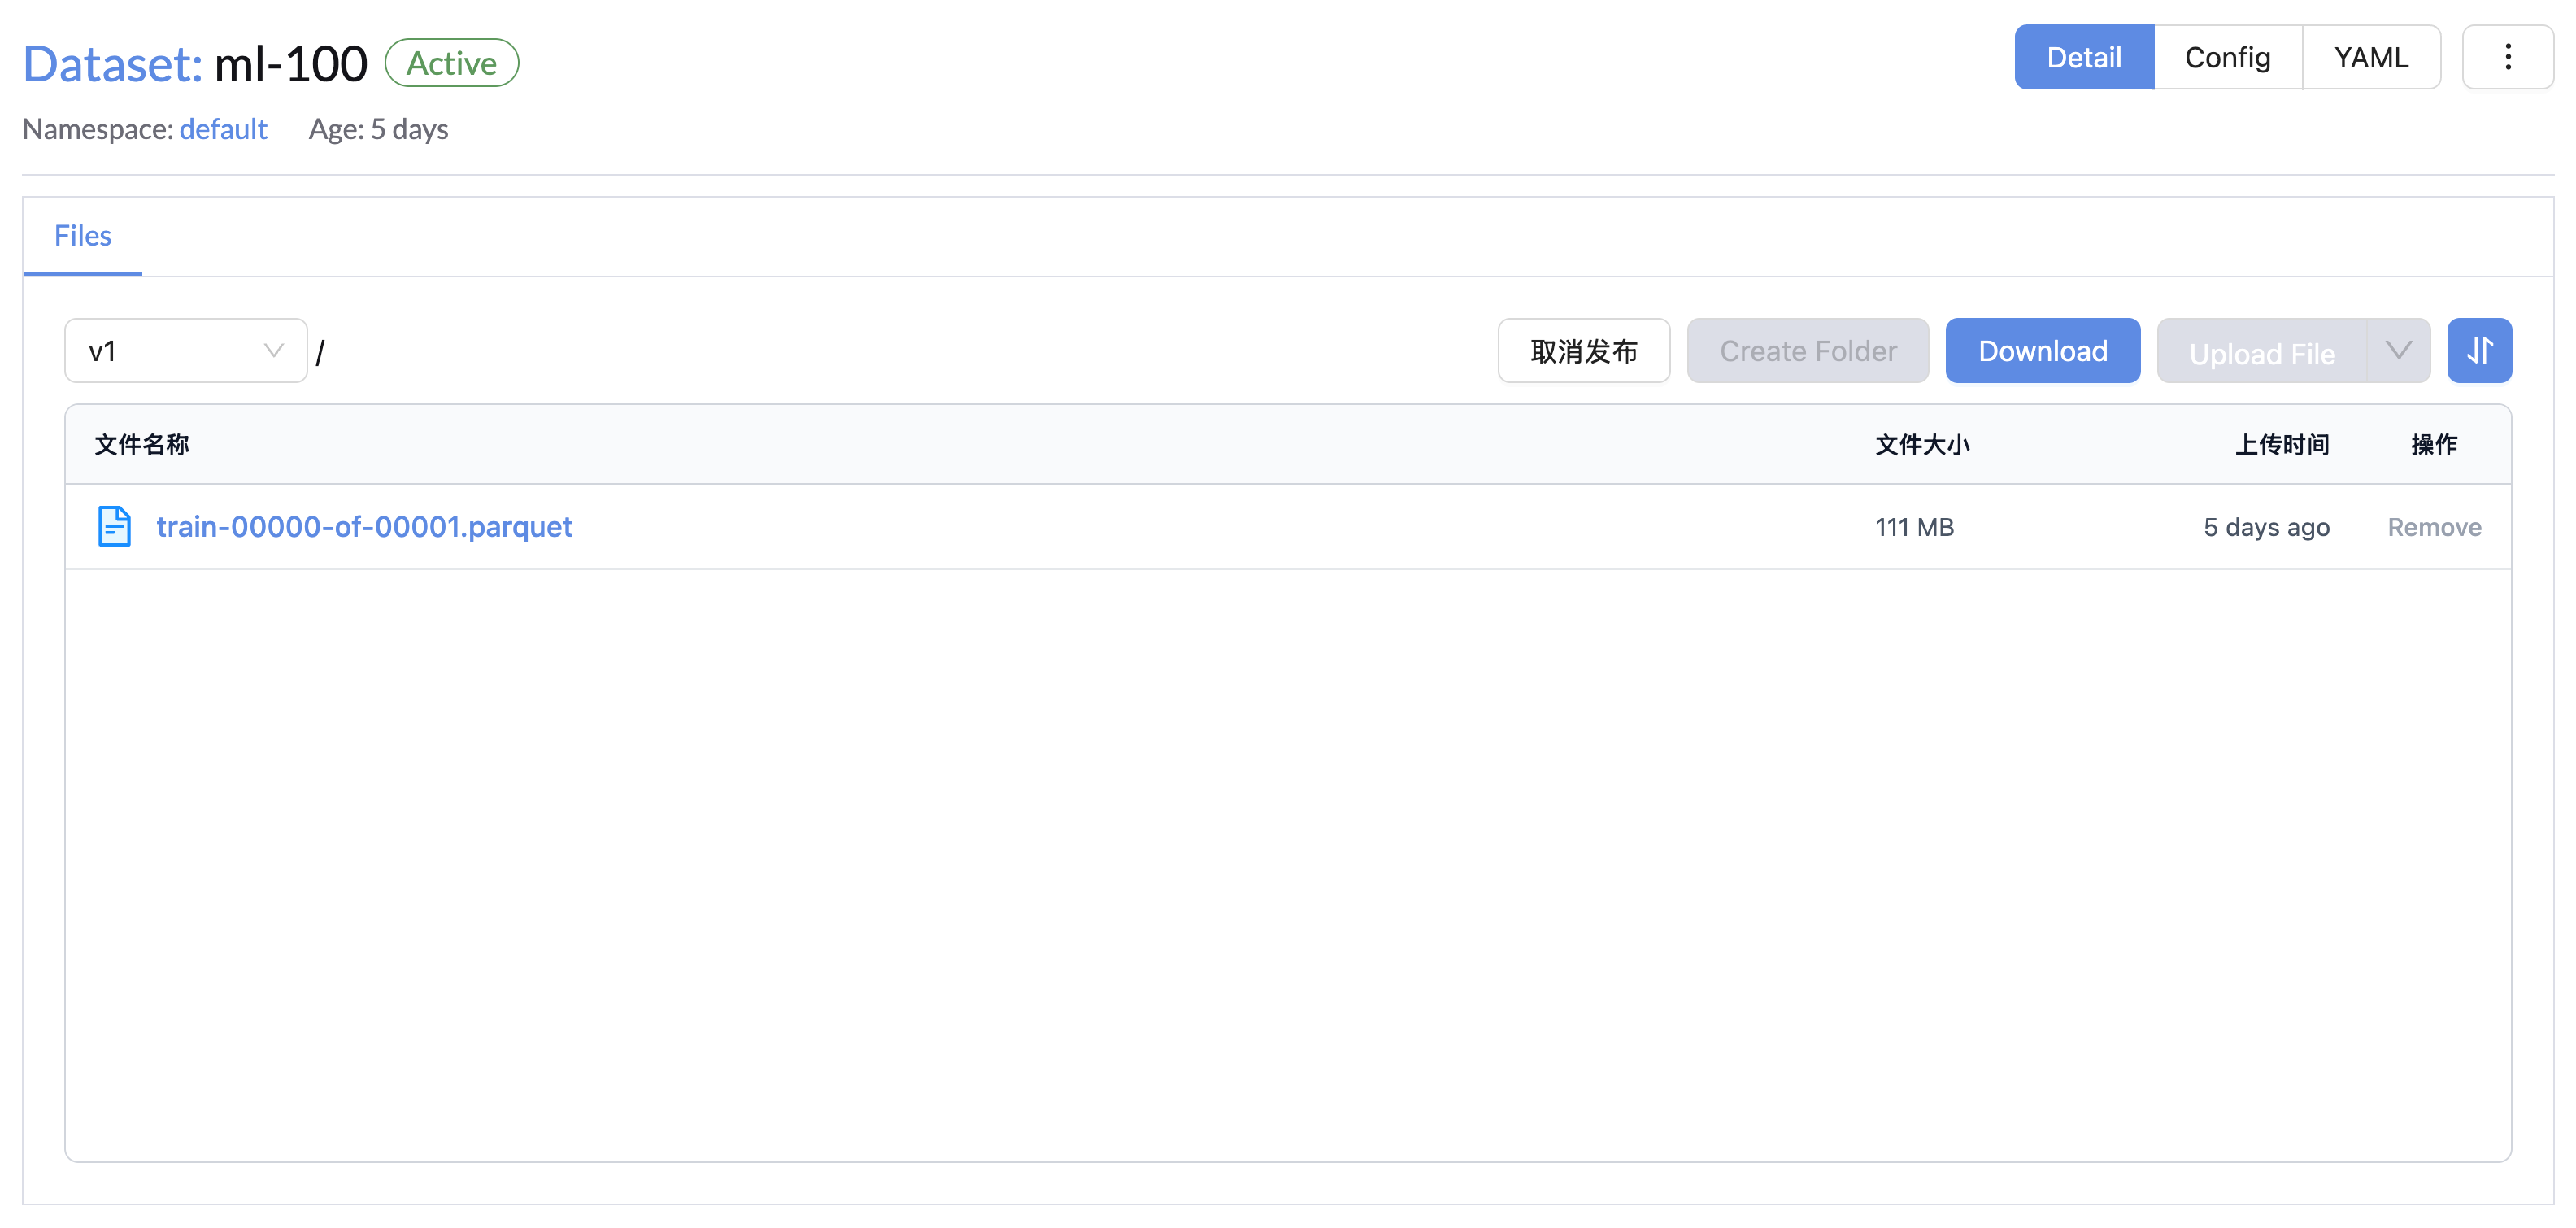 Dataset: ml-100 Active
Detail Config YAML
Namespace: default Age: 5 days
Files
v1 /
取消发布 Create Folder Download Upload File
文件名称 文件大小 上传时间 操作
train-00000-of-00001.parquet 111 MB 5 days ago Remove